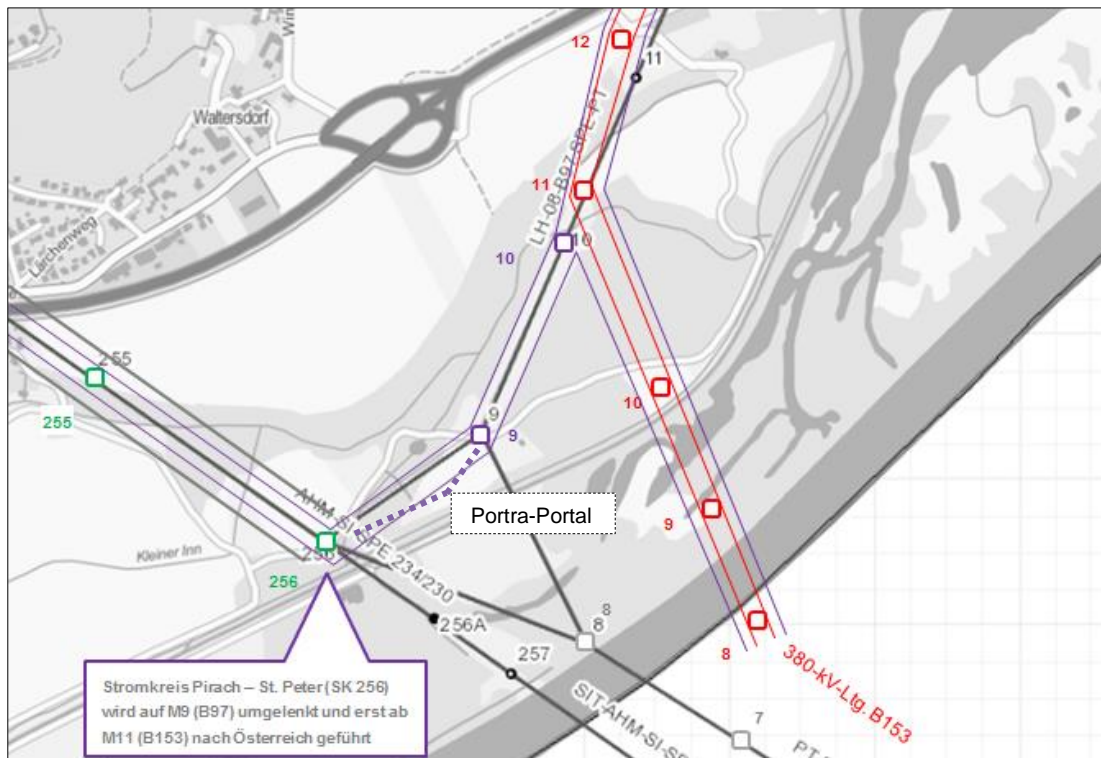 12
11
Win
Waltersdorf
LH-08-B97 SPE-PT
11
Lärchenweg
10
10
255
255
10
9
9
Portra-Portal
9
AHM-SI-SPE 234/230
Kleiner Inn
256
256A
8
8
8
257
380-kV-Ltg. B153
Stromkreis Pirach – St. Peter (SK 256)
wird auf M9 (B97) umgelenkt und erst ab
M11 (B153) nach Österreich geführt
7